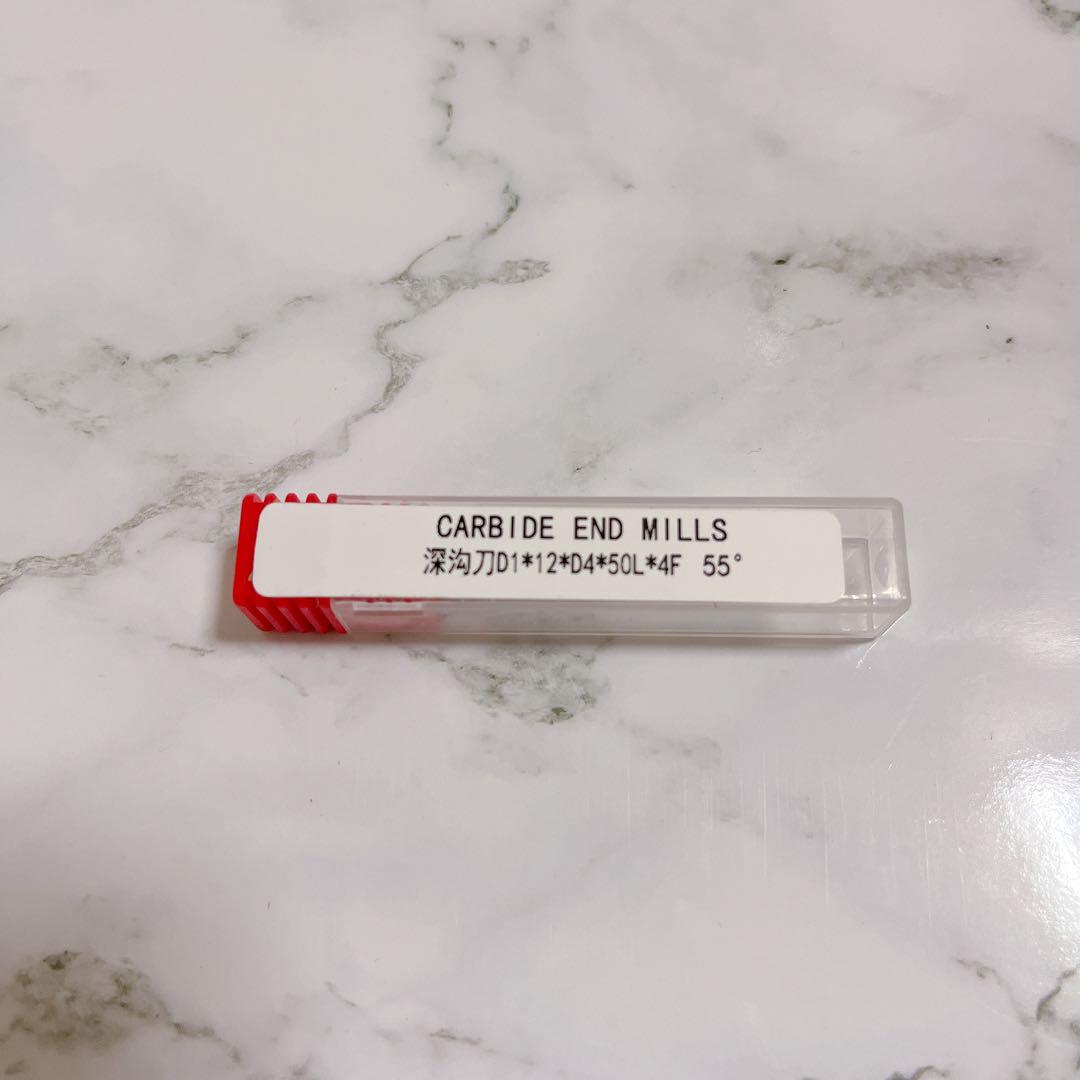 CARBIDE END MILLS
深沟刀D1*12*D4*50L*4F 55°